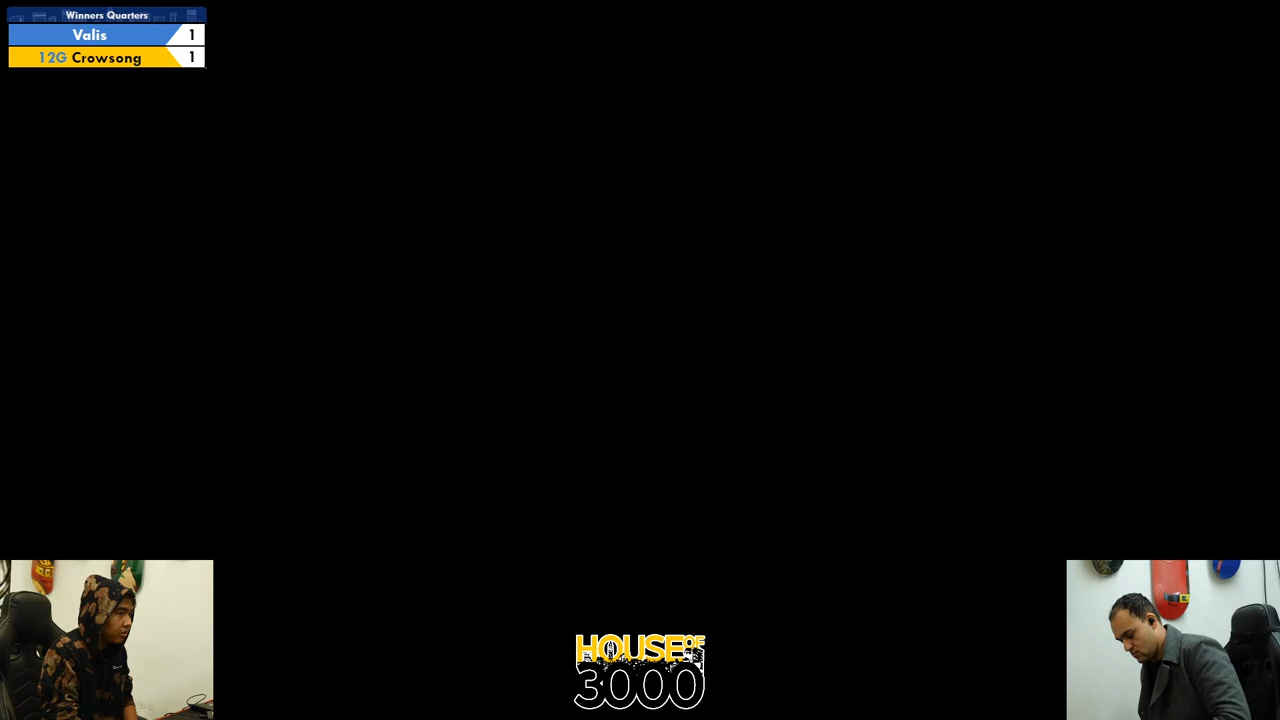 Winners Quarters
Valis 1
12G Crowsong 1
HOUSE OF
3000